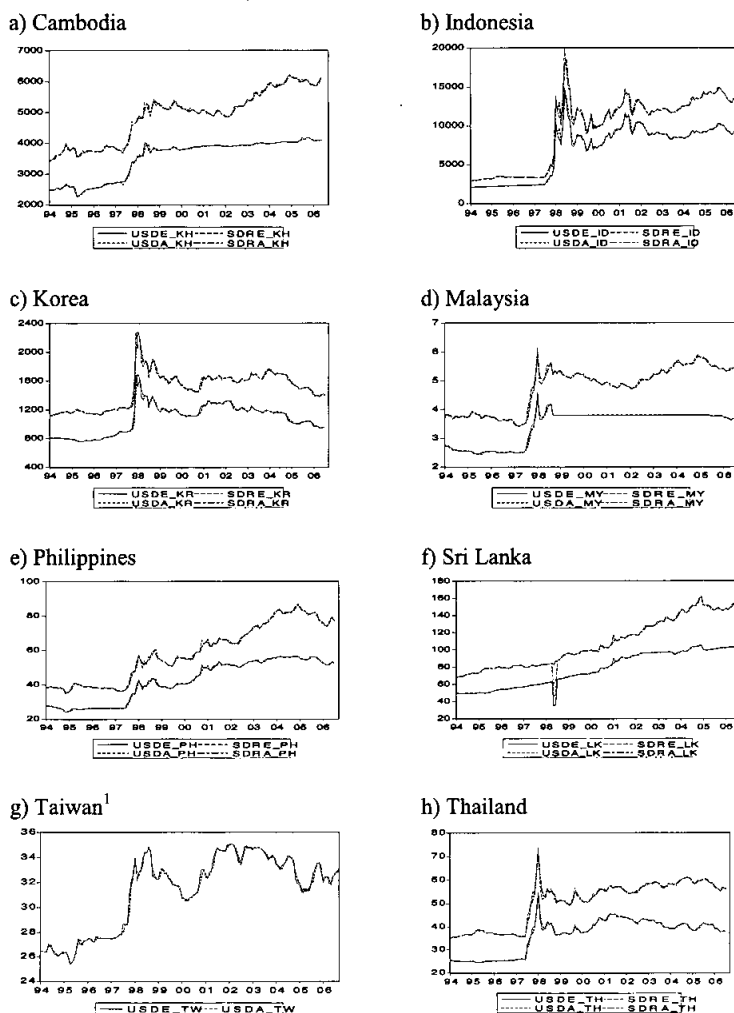 a) Cambodia
7000
6000
5000
4000
3000
2000
94 95 96 97 98 99 00 01 02 03 04 05 06
USDE_KH SDRE_KH
USDA_KH SDRA_KH
b) Indonesia
20000
15000
10000
5000
0
94 95 96 97 98 99 00 01 02 03 04 05 06
USDE_ID SDRE_ID
USDA_ID SDRA_ID
c) Korea
2400
2000
1600
1200
800
400
94 95 96 97 98 99 00 01 02 03 04 05 06
USDE_KR SDRE_KR
USDA_KR SDRA_KR
d) Malaysia
7
6
5
4
3
2
94 95 96 97 98 99 00 01 02 03 04 05 06
USDE_MY SDRE_MY
USDA_MY SDRA_MY
e) Philippines
100
80
60
40
20
94 95 96 97 98 99 00 01 02 03 04 05 06
USDE_PH SDRE_PH
USDA_PH SDRA_PH
f) Sri Lanka
180
160
140
120
100
80
60
40
20
94 95 96 97 98 99 00 01 02 03 04 05 06
USDE_LK SDRE_LK
USDA_LK SDRA_LK
g) Taiwan¹
36
34
32
30
28
26
24
94 95 96 97 98 99 00 01 02 03 04 05 06
USDE_TW USDA_TW
h) Thailand
80
70
60
50
40
30
20
94 95 96 97 98 99 00 01 02 03 04 05 06
USDE_TH SDRE_TH
USDA_TH SDRA_TH